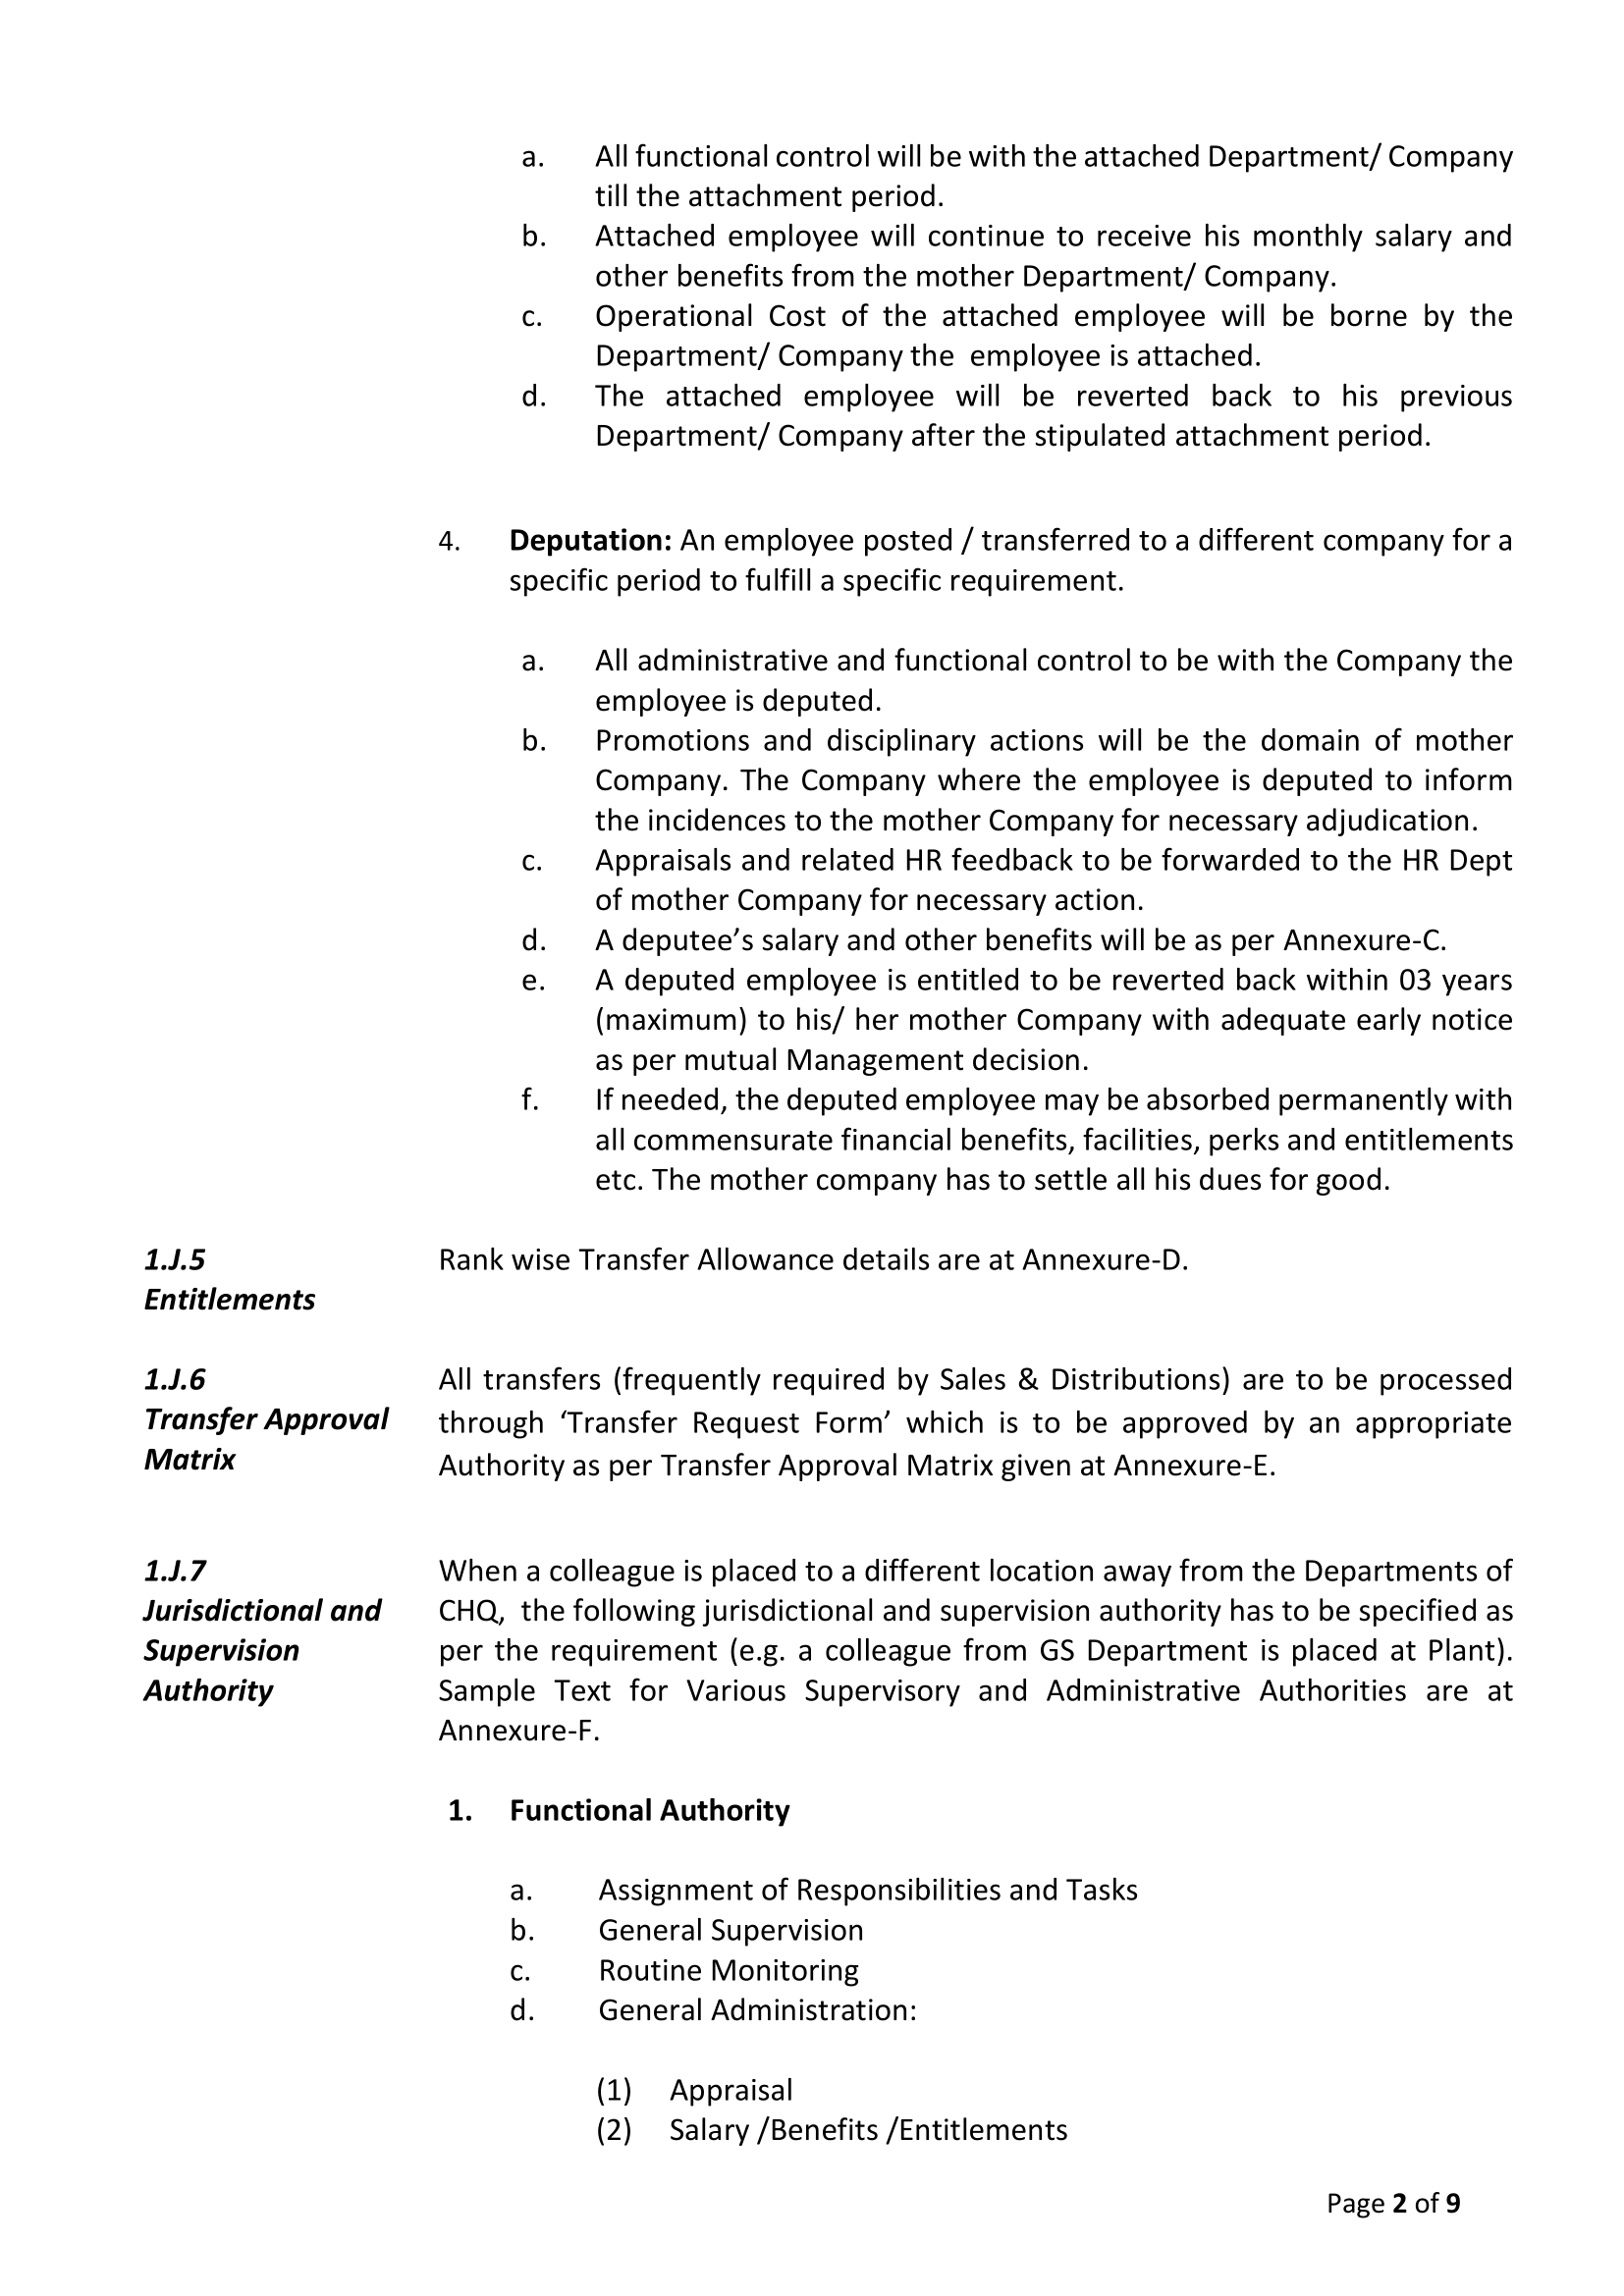 a. All functional control will be with the attached Department/ Company
till the attachment period.
b. Attached employee will continue to receive his monthly salary and
other benefits from the mother Department/ Company.
c. Operational Cost of the attached employee will be borne by the
Department/ Company the  employee is attached.
d. The attached employee will be reverted back to his previous
Department/ Company after the stipulated attachment period.
4. Deputation: An employee posted / transferred to a different company for a
specific period to fulfill a specific requirement.
a. All administrative and functional control to be with the Company the
employee is deputed.
b. Promotions and disciplinary actions will be the domain of mother
Company. The Company where the employee is deputed to inform
the incidences to the mother Company for necessary adjudication.
c. Appraisals and related HR feedback to be forwarded to the HR Dept
of mother Company for necessary action.
d. A deputee’s salary and other benefits will be as per Annexure-C.
e. A deputed employee is entitled to be reverted back within 03 years
(maximum) to his/ her mother Company with adequate early notice
as per mutual Management decision.
f. If needed, the deputed employee may be absorbed permanently with
all commensurate financial benefits, facilities, perks and entitlements
etc. The mother company has to settle all his dues for good.
1.J.5
Entitlements
Rank wise Transfer Allowance details are at Annexure-D.
1.J.6
Transfer Approval
Matrix
All transfers (frequently required by Sales & Distributions) are to be processed
through ‘Transfer Request Form’ which is to be approved by an appropriate
Authority as per Transfer Approval Matrix given at Annexure-E.
1.J.7
Jurisdictional and
Supervision
Authority
When a colleague is placed to a different location away from the Departments of
CHQ,  the following jurisdictional and supervision authority has to be specified as
per the requirement (e.g. a colleague from GS Department is placed at Plant).
Sample Text for Various Supervisory and Administrative Authorities are at
Annexure-F.
1. Functional Authority
a. Assignment of Responsibilities and Tasks
b. General Supervision
c. Routine Monitoring
d. General Administration:
(1) Appraisal
(2) Salary /Benefits /Entitlements
Page 2 of 9